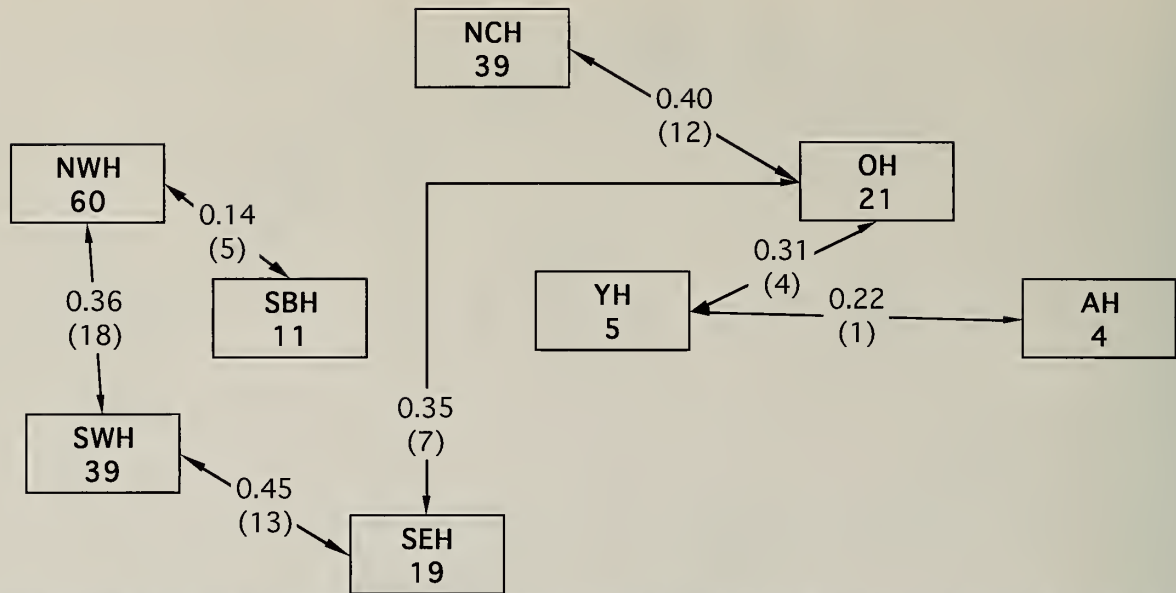 NCH
39
0.40
(12)
NWH
60
OH
21
0.14
(5)
0.31
(4)
0.36
(18)
SBH
11
YH
5
0.22
(1)
AH
4
0.35
(7)
SWH
39
0.45
(13)
SEH
19